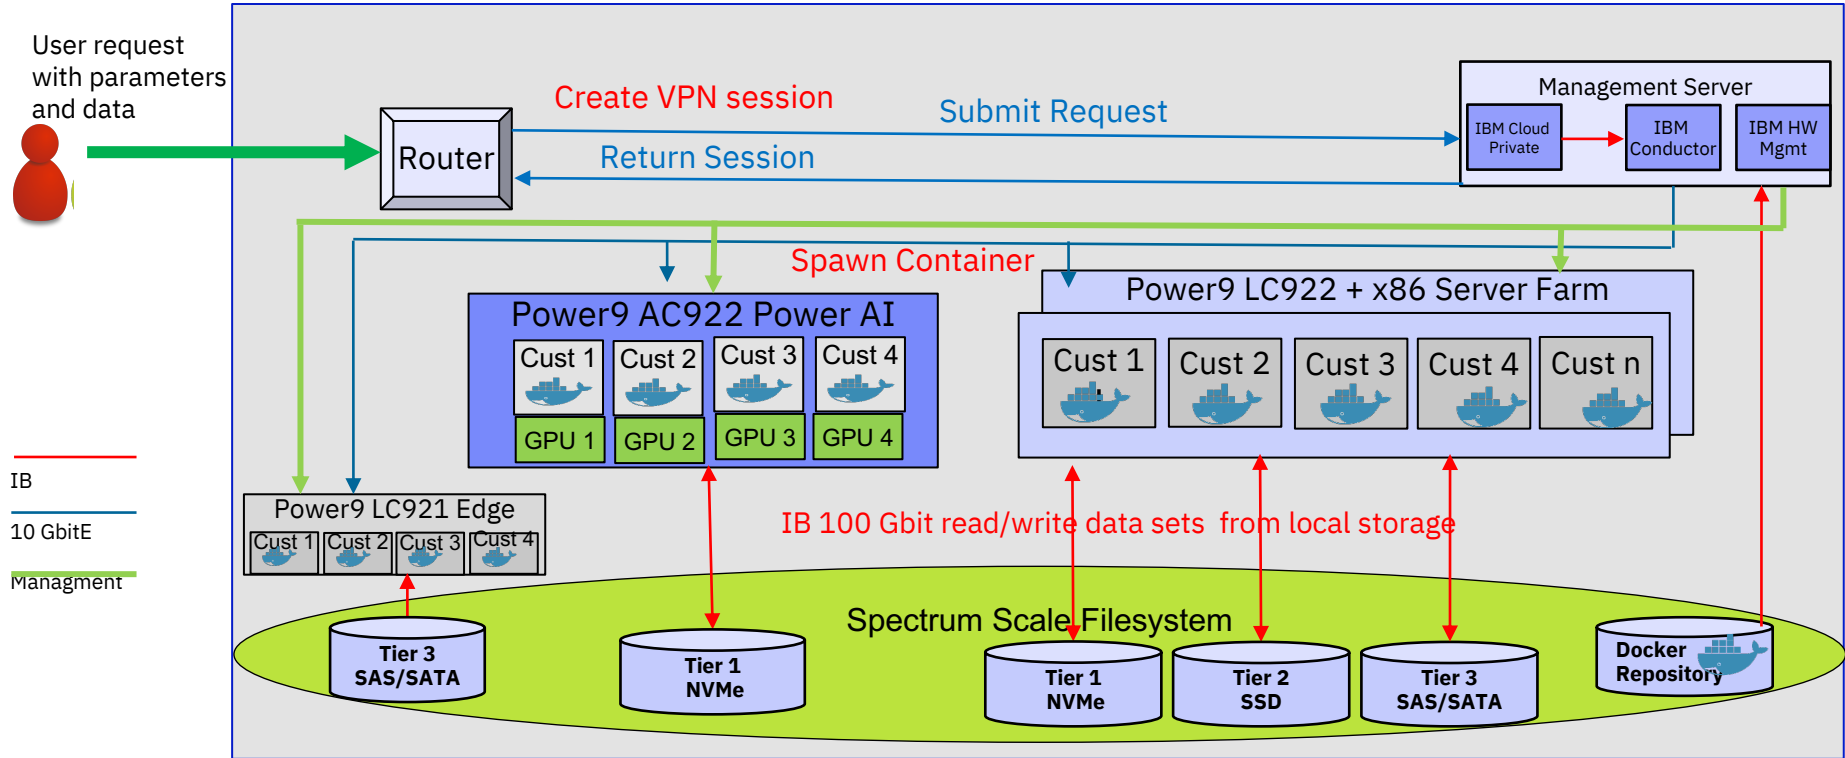 User request
with parameters
and data
Create VPN session
Submit Request
Return Session
Router
Management Server
IBM Cloud
Private
IBM
Conductor
IBM HW
Mgmt
Spawn Container
Power9 AC922 Power AI
Cust 1
Cust 2
Cust 3
Cust 4
GPU 1
GPU 2
GPU 3
GPU 4
Power9 LC922 + x86 Server Farm
Cust 1
Cust 2
Cust 3
Cust 4
Cust n
IB
10 GbitE
Managment
Power9 LC921 Edge
Cust 1
Cust 2
Cust 3
Cust 4
IB 100 Gbit read/write data sets  from local storage
Spectrum Scale Filesystem
Tier 3
SAS/SATA
Tier 1
NVMe
Tier 1
NVMe
Tier 2
SSD
Tier 3
SAS/SATA
Docker
Repository